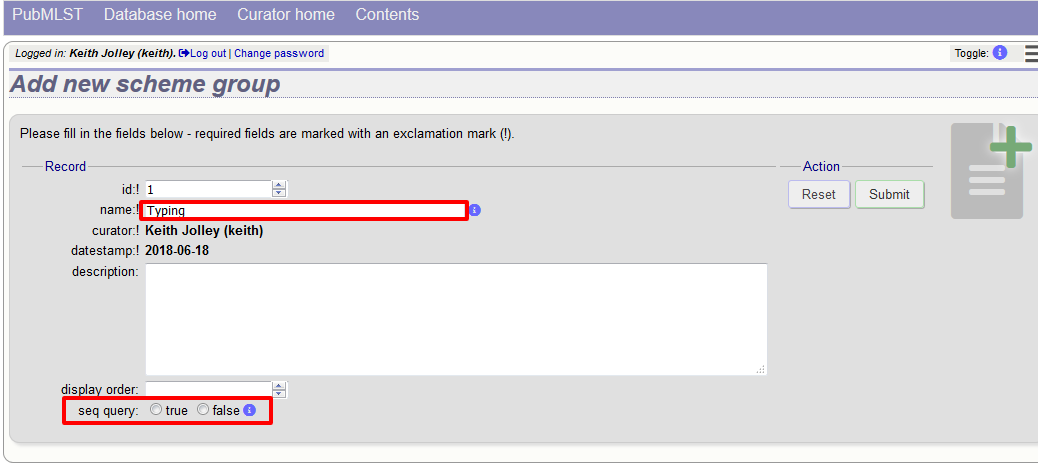 PubMLST Database home Curator home Contents
Logged in: Keith Jolley (keith). Log out | Change password Toggle: i
Add new scheme group
Please fill in the fields below - required fields are marked with an exclamation mark (!).
Record Action
id:! 1 Reset Submit
name:! Typing i
curator:! Keith Jolley (keith)
datestamp:! 2018-06-18
description:
display order:
seq query: true false i